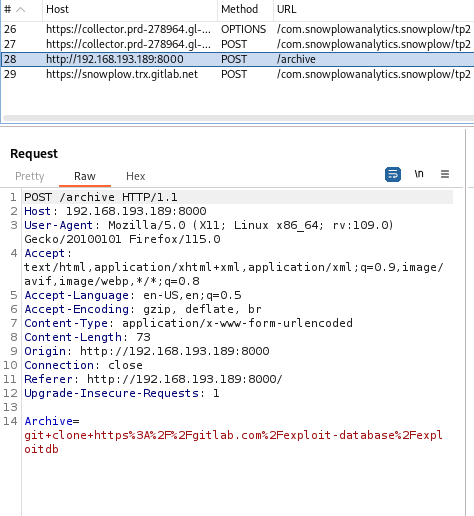 # Host Method URL
26 https://collector.prd-278964.gl-... OPTIONS /com.snowplowanalytics.snowplow/tp2
27 https://collector.prd-278964.gl-... POST /com.snowplowanalytics.snowplow/tp2
28 http://192.168.193.189:8000 POST /archive
29 https://snowplow.trx.gitlab.net POST /com.snowplowanalytics.snowplow/tp2
Request
Pretty Raw Hex \n
1 POST /archive HTTP/1.1
2 Host: 192.168.193.189:8000
3 User-Agent: Mozilla/5.0 (X11; Linux x86_64; rv:109.0)
Gecko/20100101 Firefox/115.0
4 Accept:
text/html,application/xhtml+xml,application/xml;q=0.9,image/
avif,image/webp,*/*;q=0.8
5 Accept-Language: en-US,en;q=0.5
6 Accept-Encoding: gzip, deflate, br
7 Content-Type: application/x-www-form-urlencoded
8 Content-Length: 73
9 Origin: http://192.168.193.189:8000
10 Connection: close
11 Referer: http://192.168.193.189:8000/
12 Upgrade-Insecure-Requests: 1
13
14 Archive=
git+clone+https%3A%2F%2Fgitlab.com%2Fexploit-database%2Fexpl
oitdb